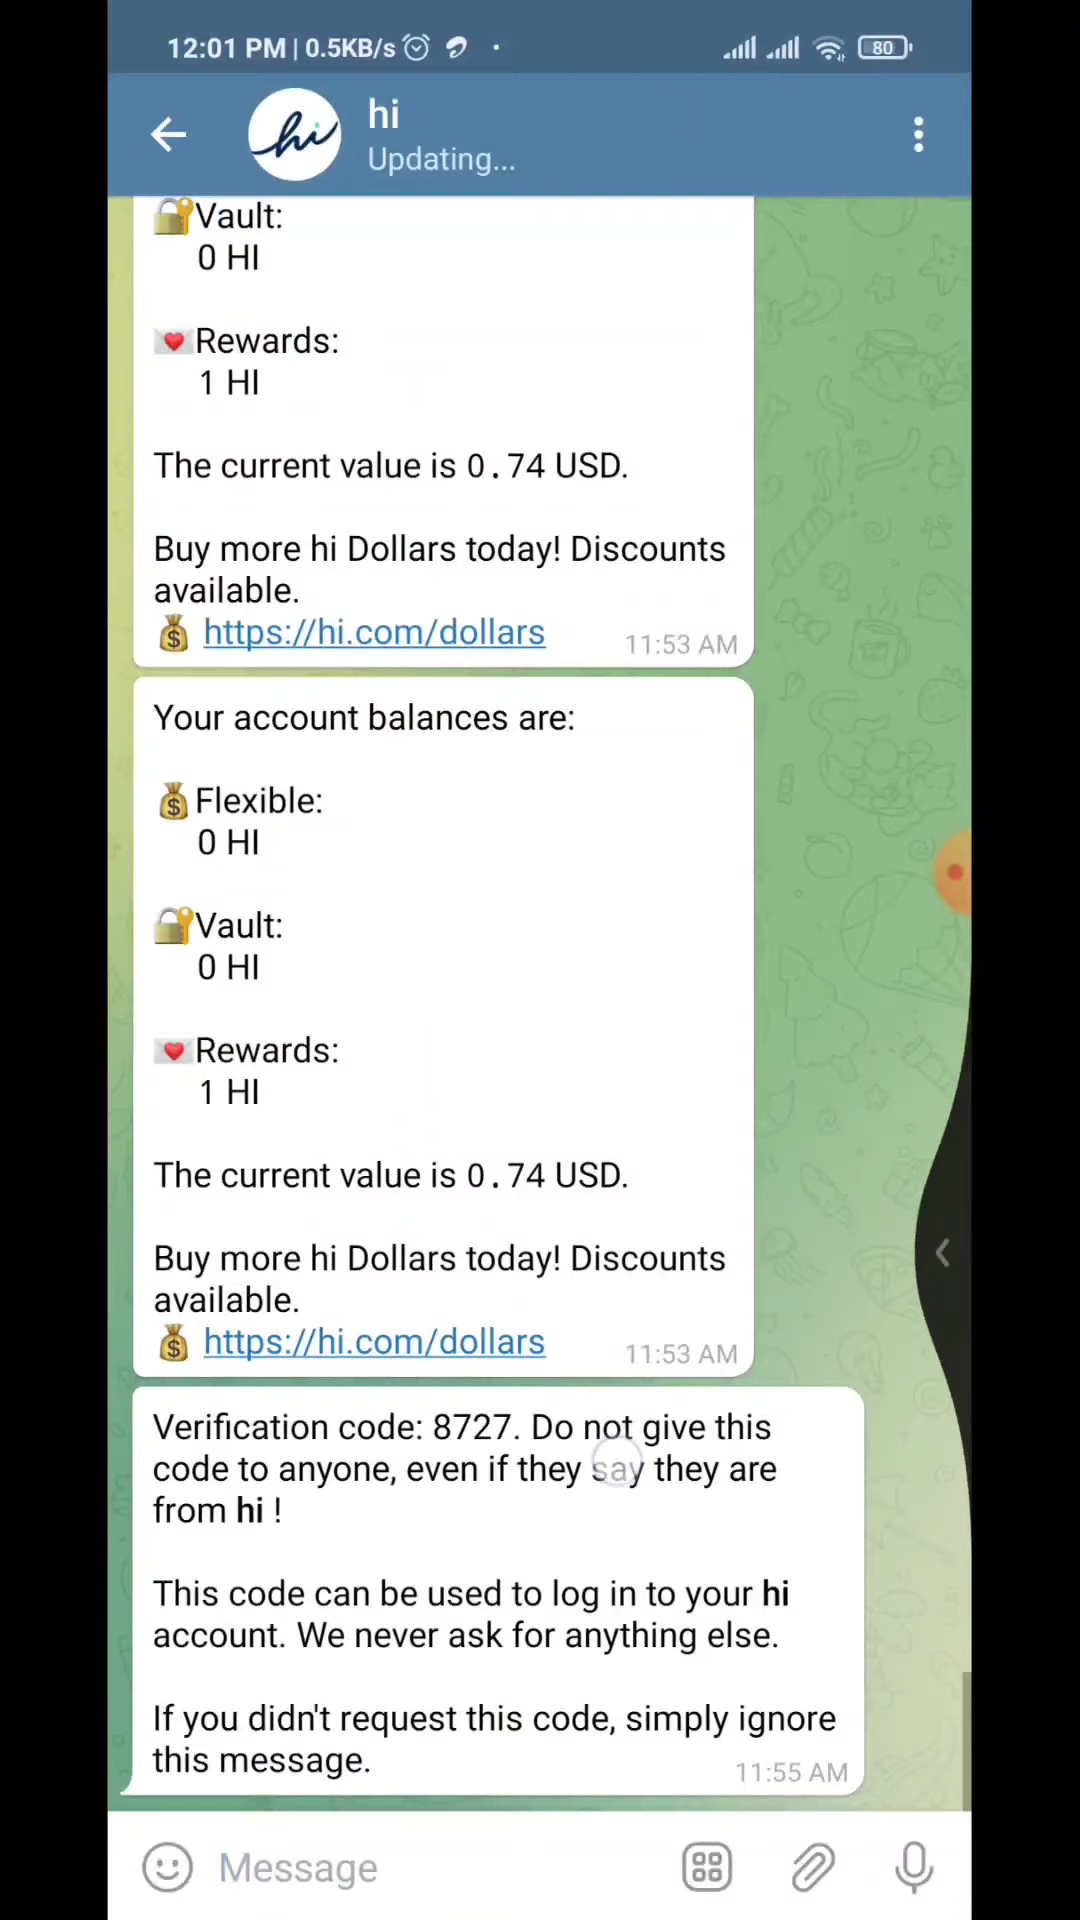 12:01 PM | 0.5KB/s
80
hi
hi
Updating...
Vault:
0 HI
Rewards:
1 HI
The current value is 0.74 USD.
Buy more hi Dollars today! Discounts
available.
https://hi.com/dollars
11:53 AM
Your account balances are:
Flexible:
0 HI
Vault:
0 HI
Rewards:
1 HI
The current value is 0.74 USD.
Buy more hi Dollars today! Discounts
available.
https://hi.com/dollars
11:53 AM
Verification code: 8727. Do not give this
code to anyone, even if they say they are
from hi !
This code can be used to log in to your hi
account. We never ask for anything else.
If you didn't request this code, simply ignore
this message.
11:55 AM
Message